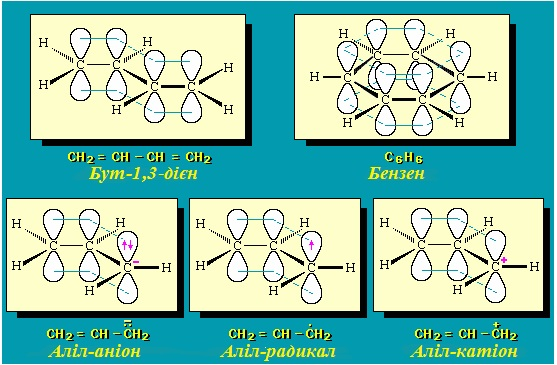 H H C C H C C H H H
CH₂ = CH – CH = CH₂
Бут-1,3-дієн
H H H C C C C H C C H H
C₆H₆
Бензен
H H C C H C – H H
CH₂ = CH – C̄H₂
Аліл-аніон
H H C C H C H H
CH₂ = CH – ĊH₂
Аліл-радикал
H H C C H C + H H
CH₂ = CH – C⁺H₂
Аліл-катіон